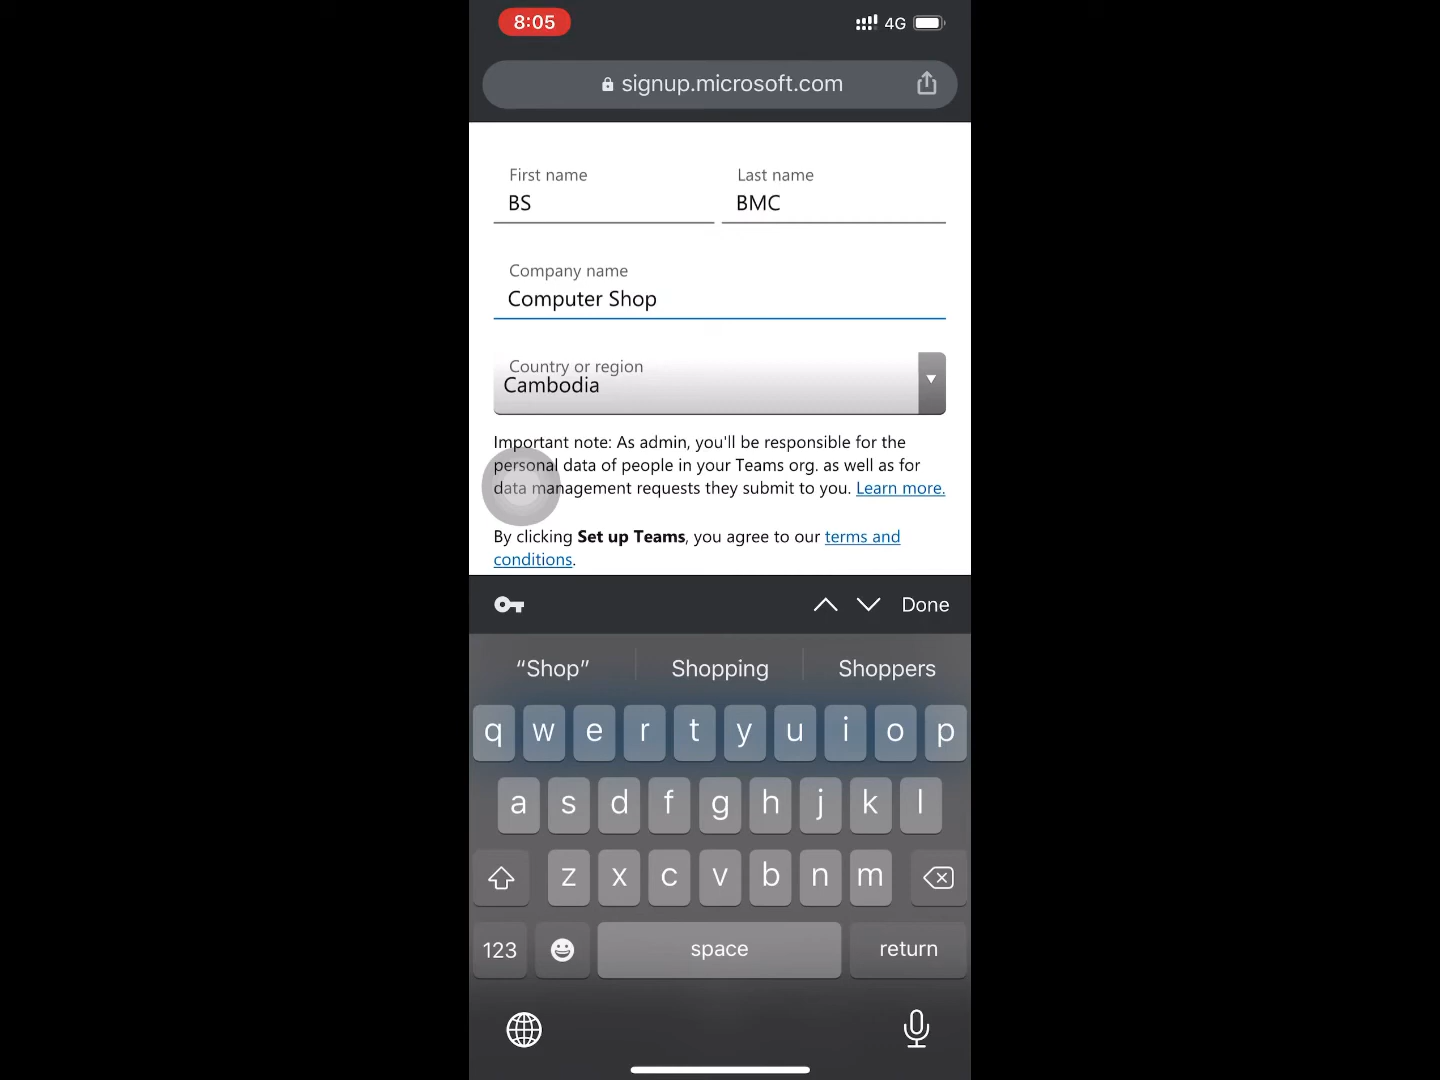 8:05
4G
signup.microsoft.com
First name
Last name
BS
BMC
Company name
Computer Shop
Country or region
Cambodia
Important note: As admin, you'll be responsible for the
personal data of people in your Teams org. as well as for
data management requests they submit to you. Learn more.
By clicking Set up Teams, you agree to our terms and
conditions.
Done
“Shop”
Shopping
Shoppers
q w e r t y u i o p
a s d f g h j k l
z x c v b n m
123
space
return